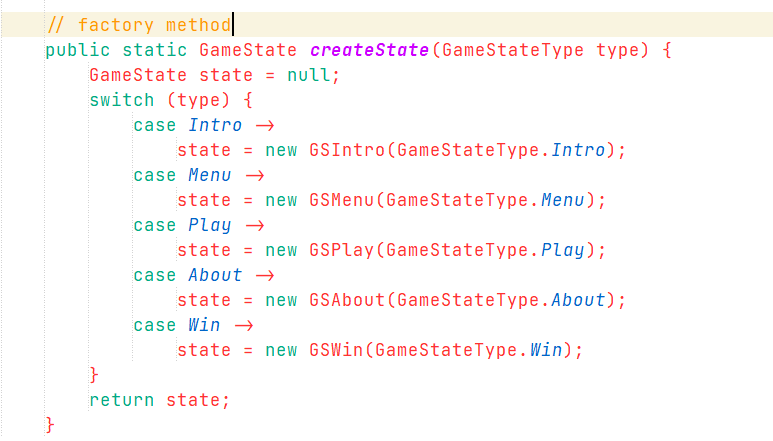 // factory method
public static GameState createState(GameStateType type) {
GameState state = null;
switch (type) {
case Intro ->
state = new GSIntro(GameStateType.Intro);
case Menu ->
state = new GSMenu(GameStateType.Menu);
case Play ->
state = new GSPlay(GameStateType.Play);
case About ->
state = new GSAbout(GameStateType.About);
case Win ->
state = new GSWin(GameStateType.Win);
}
return state;
}